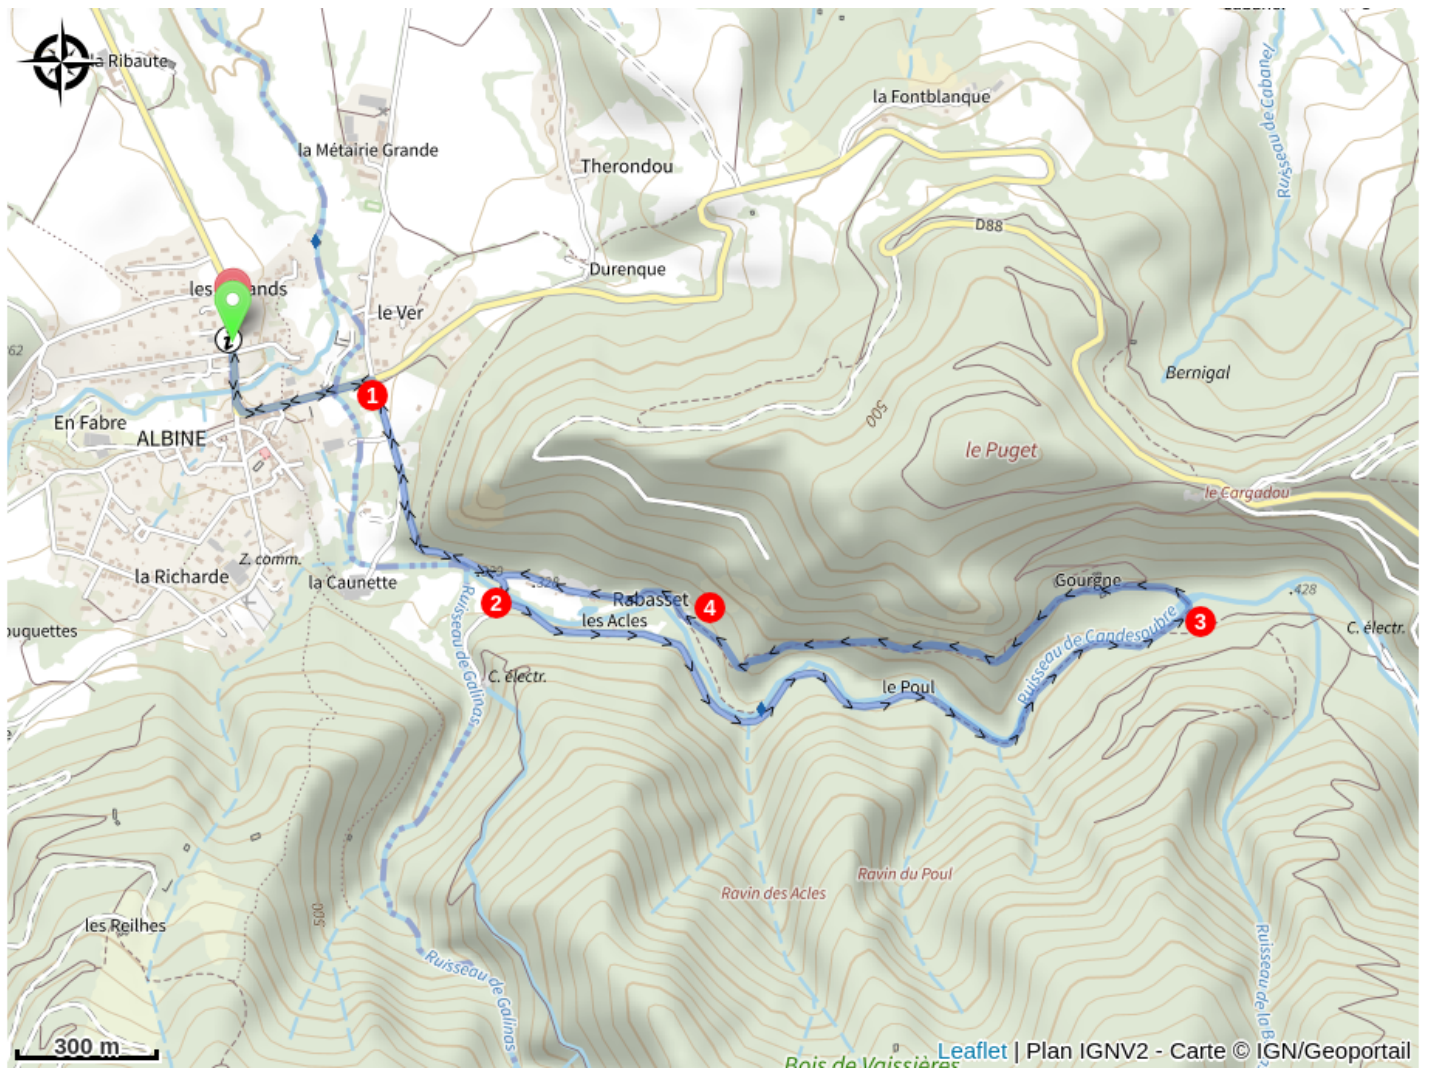 la Ribaute
la Fontblanque
Ruisseau de Cabanel
la Métairie Grande
Therondou
D88
Durenque
les
ands
le Ver
Bernigal
En Fabre
ALBINE
500
le Puget
le Cargadou
Z. comm.
la Richarde
la Caunette
328
Rabasset
les Acles
Gourgne
.428
C. électr.
ouquettes
1
2
3
4
Ruisseau de Galinas
C. électr.
le Poul
Ruisseau de Candesoubre
Ravin du Poul
Ravin des Acles
500
les Reilhes
Ruisseau de Galinas
Ruisseau de la B
300 m
Bois de Vaissières
Leaflet | Plan IGNV2 - Carte © IGN/Geoportail